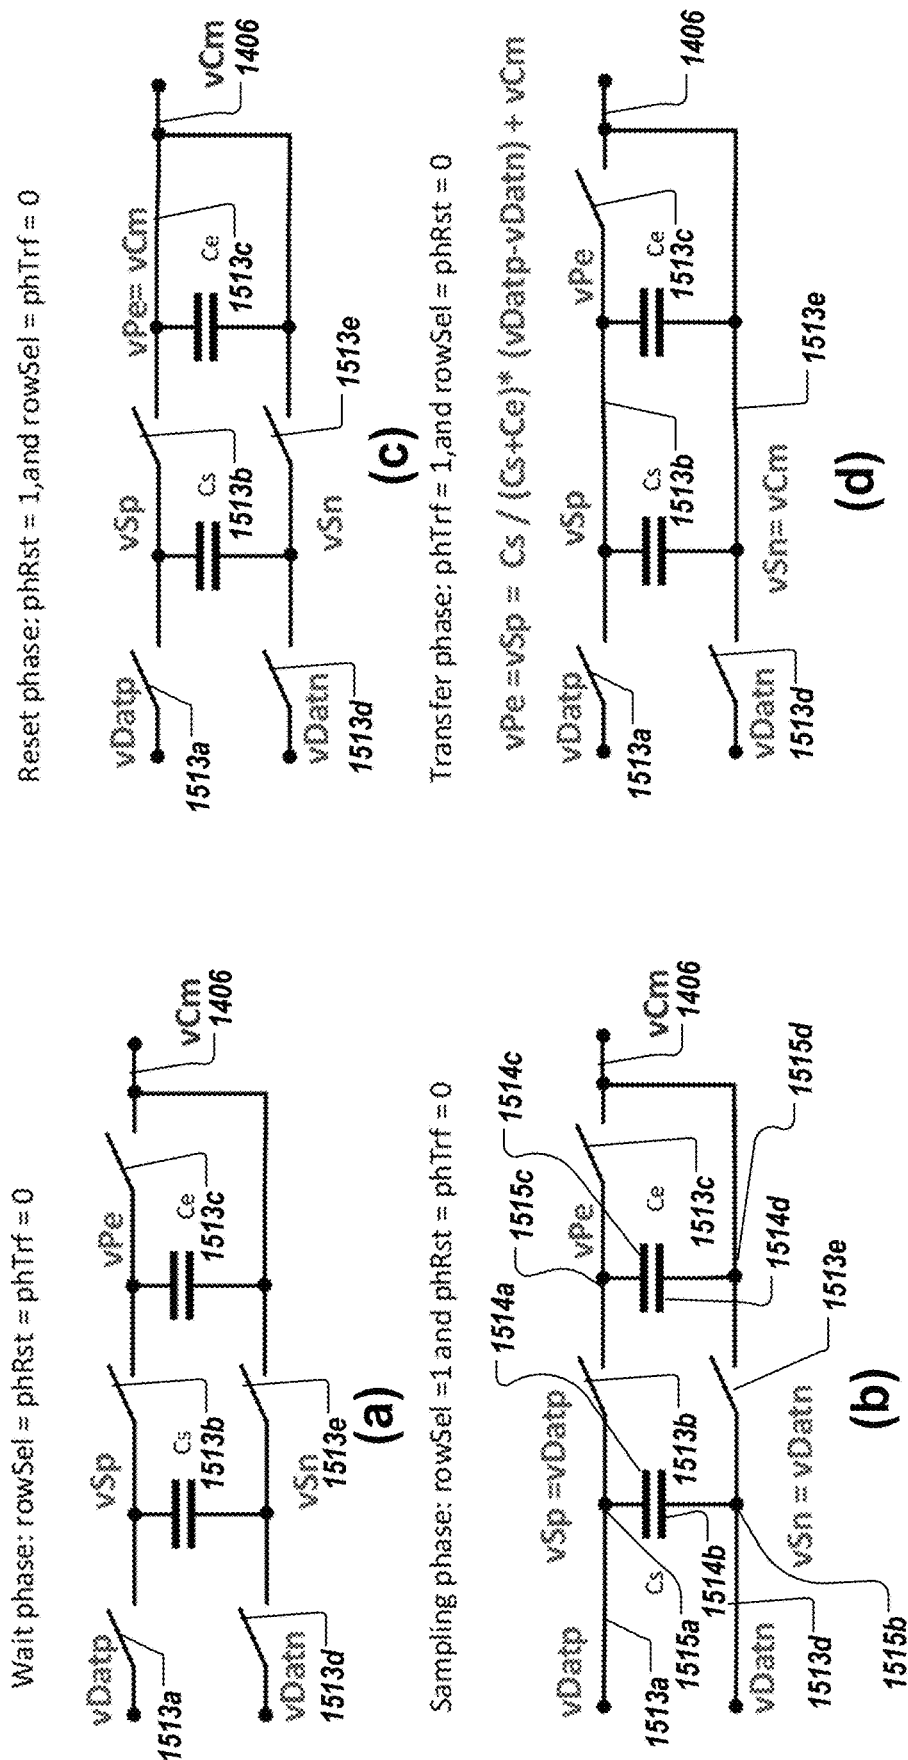 Wait phase: rowSel = phRst = phTrf = 0
vDatp
vSp
vPe
vCm
1406
1513a
Cs
1513b
Ce
1513c
vDatn
1513d
vSn
1513e
(a)
Sampling phase: rowSel =1 and phRst = phTrf = 0
vDatp
vSp =vDatp
vPe
vCm
1406
1514a
1515c
1514c
1513a
1515a
Cs
1514b
1513b
Ce
1513c
1514d
1515d
vDatn
1513d
1515b
vSn = vDatn
1513e
(b)
Reset phase: phRst = 1,and rowSel = phTrf = 0
vDatp
vSp
vPe= vCm
vCm
1406
1513a
Cs
1513b
Ce
1513c
vDatn
1513d
vSn
1513e
(c)
Transfer phase: phTrf = 1,and rowSel = phRst = 0
vPe =vSp = Cs / (Cs+Ce)* (vDatp-vDatn) + vCm
vDatp
vSp
vPe
1406
1513a
Cs
1513b
Ce
1513c
vDatn
1513d
vSn= vCm
1513e
(d)